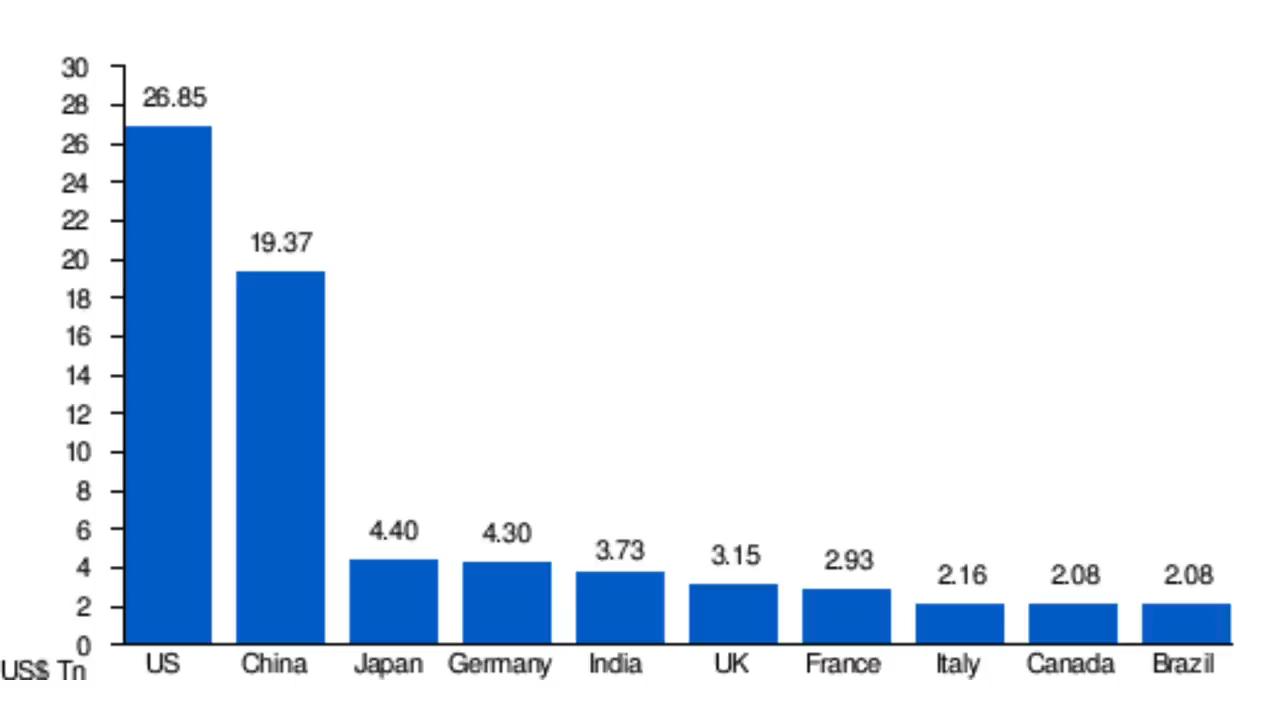 30
28
26
24
22
20
18
16
14
12
10
8
6
4
2
0
US$ Tn
26.85
19.37
4.40
4.30
3.73
3.15
2.93
2.16
2.08
2.08
US
China
Japan
Germany
India
UK
France
Italy
Canada
Brazil